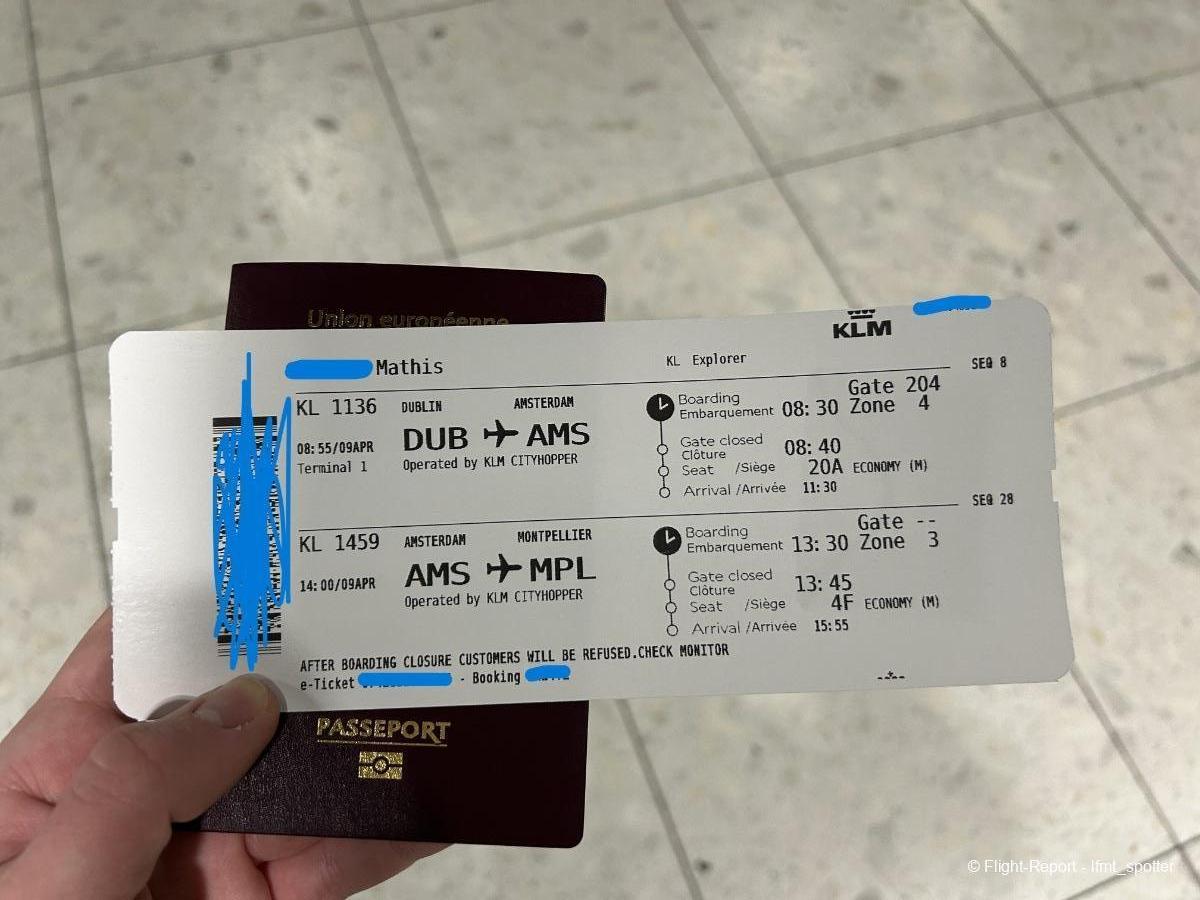 Union européenne
KLM
Mathis
KL Explorer
SEQ 8
KL 1136 DUBLIN AMSTERDAM
08:55/09APR
Terminal 1
DUB AMS
Operated by KLM CITYHOPPER
Boarding
Embarquement 08:30
Gate 204
Zone 4
Gate closed
Clôture 08:40
Seat /Siège 20A ECONOMY (M)
Arrival /Arrivée 11:30
SEQ 28
KL 1459 AMSTERDAM MONTPELLIER
14:00/09APR
AMS MPL
Operated by KLM CITYHOPPER
Boarding
Embarquement 13:30
Gate --
Zone 3
Gate closed
Clôture 13:45
Seat /Siège 4F ECONOMY (M)
Arrival /Arrivée 15:55
AFTER BOARDING CLOSURE CUSTOMERS WILL BE REFUSED.CHECK MONITOR
e-Ticket - Booking
PASSEPORT
© Flight-Report - lfmt_spotter